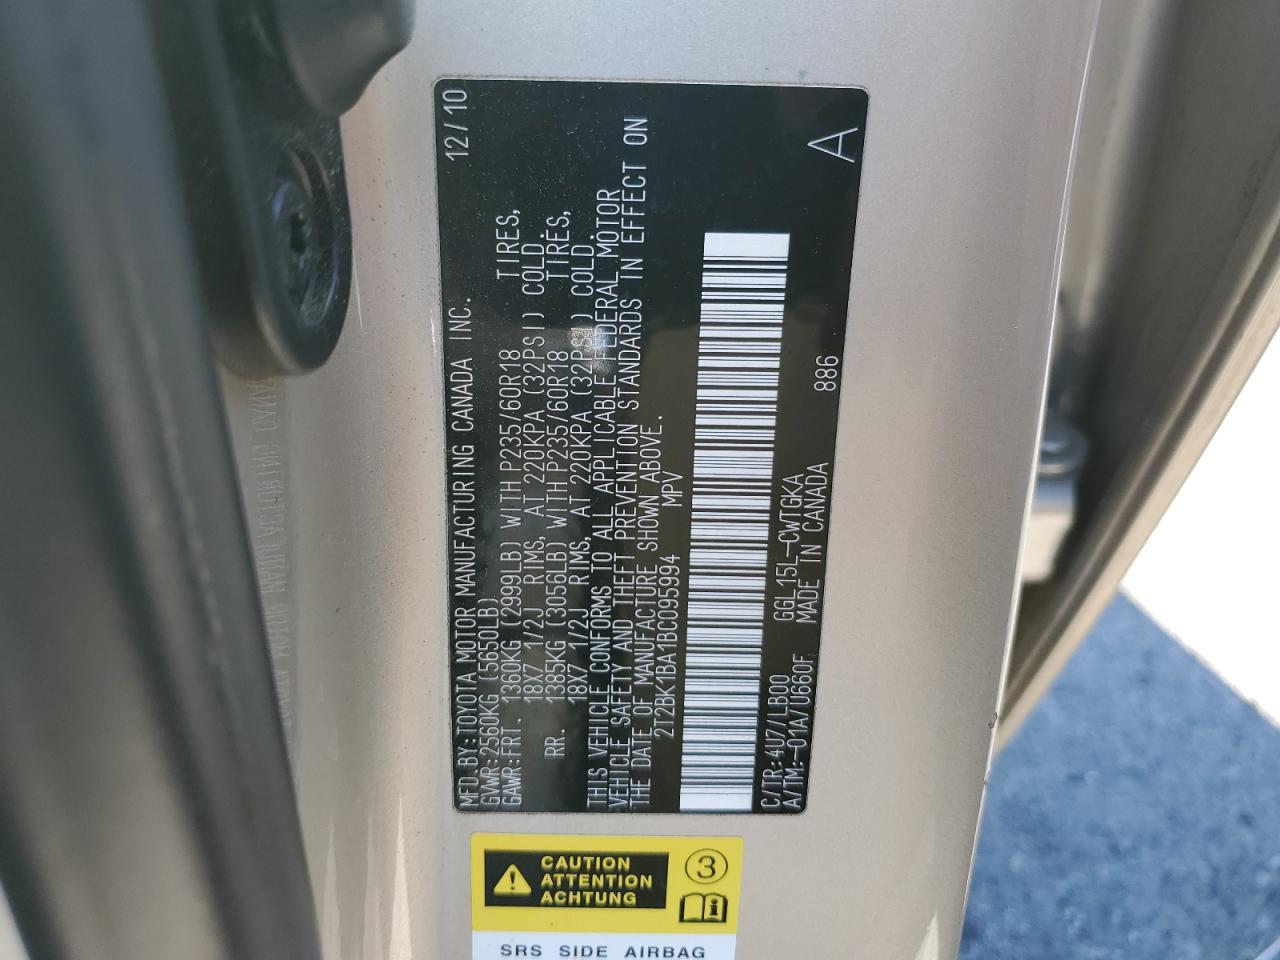 MFD.BY:TOYOTA MOTOR MANUFACTURING CANADA INC. 12/10
GVWR:2560KG (5650LB)
GAWR:FRT. 1360KG (2999LB) WITH P235/60R18 TIRES,
18X7 1/2J RIMS, AT 220KPA (32PSI) COLD.
RR. 1385KG (3056LB) WITH P235/60R18 TIRES,
18X7 1/2J RIMS, AT 220KPA (32PSI) COLD.
THIS VEHICLE CONFORMS TO ALL APPLICABLE FEDERAL MOTOR
VEHICLE SAFETY AND THEFT PREVENTION STANDARDS IN EFFECT ON
THE DATE OF MANUFACTURE SHOWN ABOVE.
2T2BK1BA1BC095994 MPV
A
C/TR:4U7/LB00 GGL15L-CWTGKA 886
A/TM:-01A/U660F MADE IN CANADA
CAUTION
ATTENTION
ACHTUNG
3
SRS SIDE AIRBAG